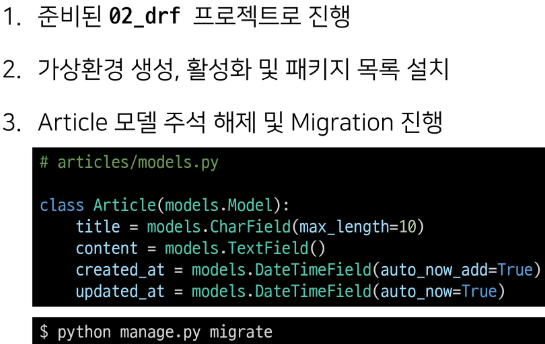 1. 준비된 02_drf 프로젝트로 진행
2. 가상환경 생성, 활성화 및 패키지 목록 설치
3. Article 모델 주석 해제 및 Migration 진행
# articles/models.py
class Article(models.Model):
    title = models.CharField(max_length=10)
    content = models.TextField()
    created_at = models.DateTimeField(auto_now_add=True)
    updated_at = models.DateTimeField(auto_now=True)
$ python manage.py migrate